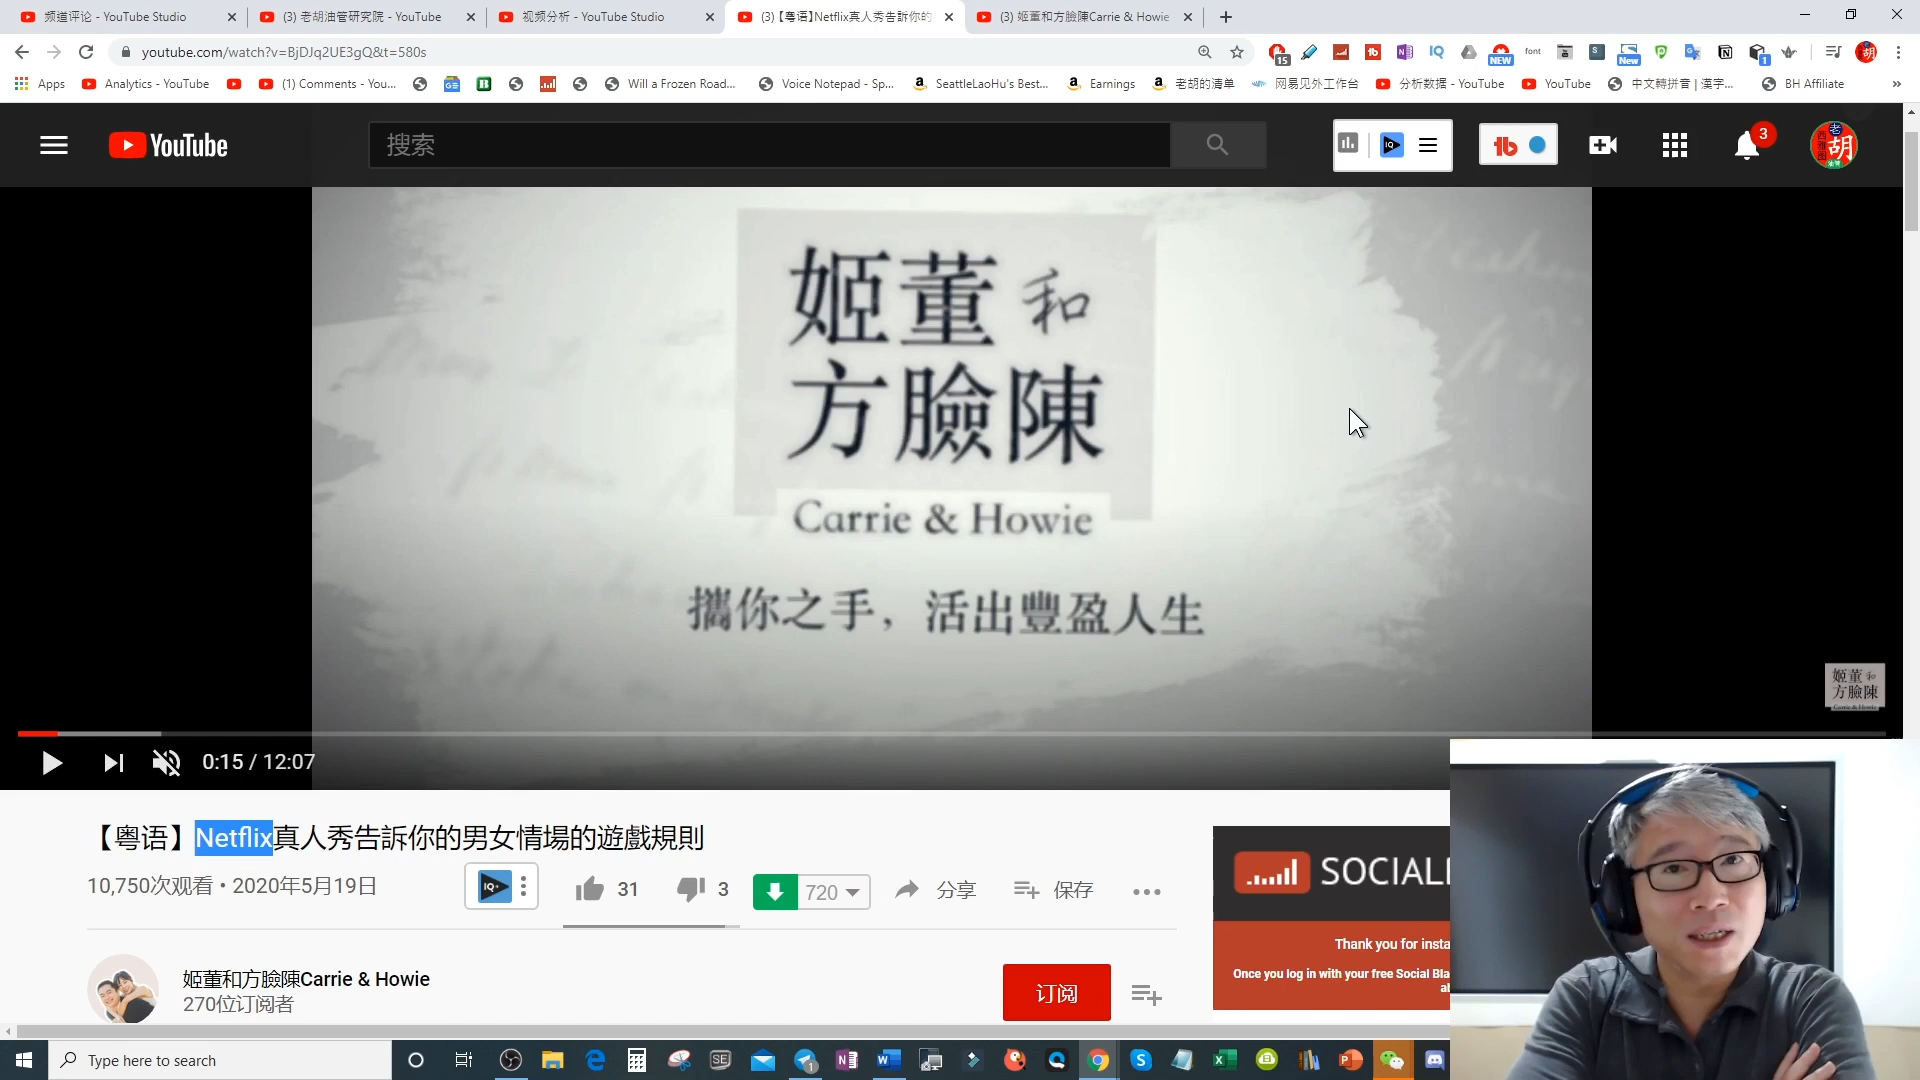 频道评论 - YouTube Studio
(3) 老胡油管研究院 - YouTube
视频分析 - YouTube Studio
(3)【粤语】Netflix真人秀告訴你的
(3) 姬董和方臉陳Carrie & Howie
youtube.com/watch?v=BjDJq2UE3gQ&t=580s
Apps
Analytics - YouTube
(1) Comments - You...
Will a Frozen Road...
Voice Notepad - Sp...
SeattleLaoHu's Best...
Earnings
老胡的清单
网易见外工作台
分析数据 - YouTube
YouTube
中文轉拼音 | 漢字...
BH Affiliate
YouTube
搜索
3
姬董和
方臉陳
Carrie & Howie
攜你之手，活出豐盈人生
姬董和
方臉陳
Carrie & Howie
0:15 / 12:07
【粤语】Netflix真人秀告訴你的男女情場的遊戲規則
10,750次观看 • 2020年5月19日
31
3
720
分享
保存
姬董和方臉陳Carrie & Howie
270位订阅者
订阅
SOCIAL
Thank you for insta
Once you log in with your free Social Bla
Type here to search